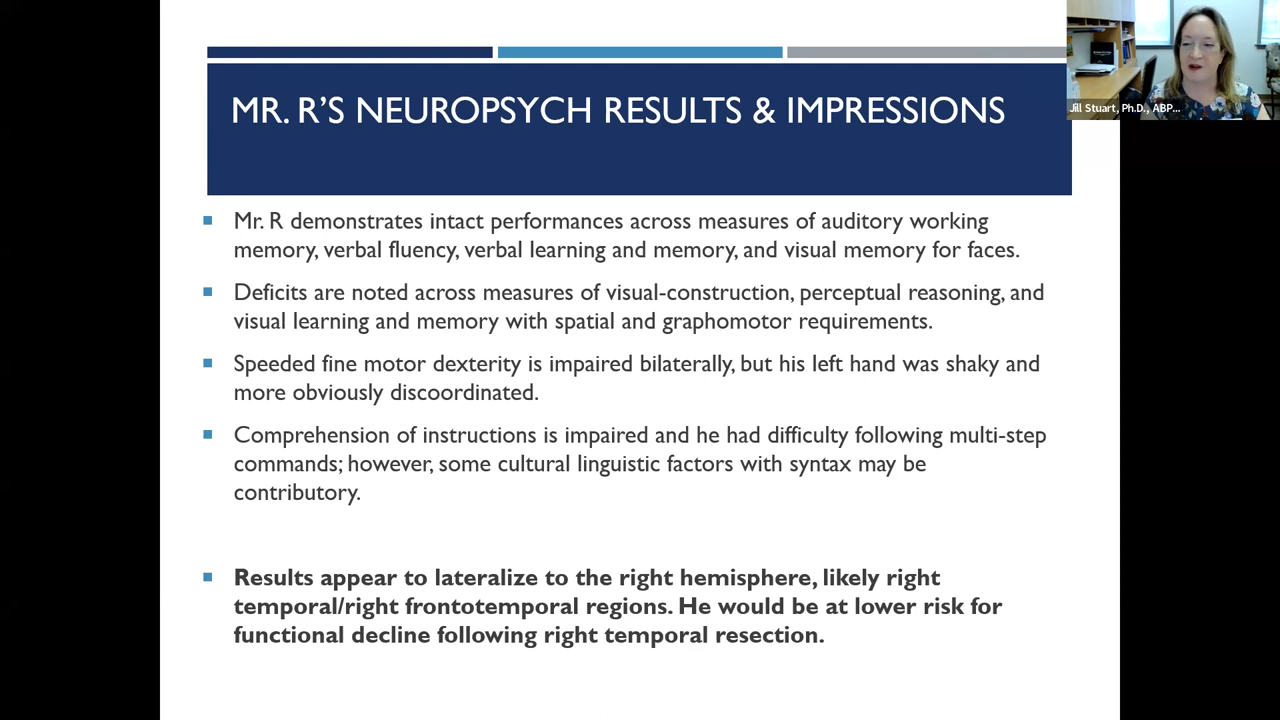 MR. R'S NEUROPSYCH RESULTS & IMPRESSIONS
Jill Stuart, Ph.D., ABP...
Mr. R demonstrates intact performances across measures of auditory working
memory, verbal fluency, verbal learning and memory, and visual memory for faces.
Deficits are noted across measures of visual-construction, perceptual reasoning, and
visual learning and memory with spatial and graphomotor requirements.
Speeded fine motor dexterity is impaired bilaterally, but his left hand was shaky and
more obviously discoordinated.
Comprehension of instructions is impaired and he had difficulty following multi-step
commands; however, some cultural linguistic factors with syntax may be
contributory.
Results appear to lateralize to the right hemisphere, likely right
temporal/right frontotemporal regions. He would be at lower risk for
functional decline following right temporal resection.